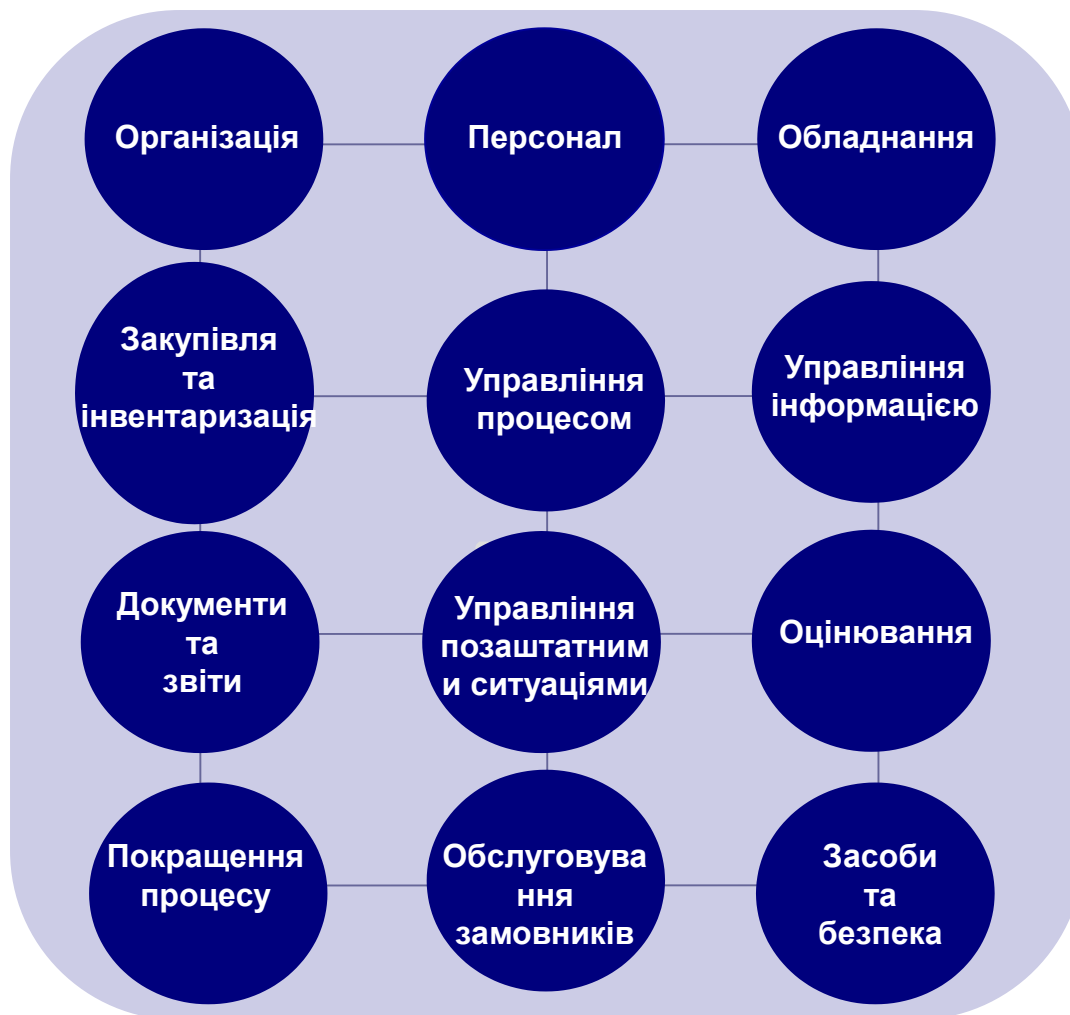 Організація
Персонал
Обладнання
Закупівля
та
інвентаризація
Управління
процесом
Управління
інформацією
Документи
та
звіти
Управління
позаштатним
и ситуаціями
Оцінювання
Покращення
процесу
Обслуговува
ння
замовників
Засоби
та
безпека